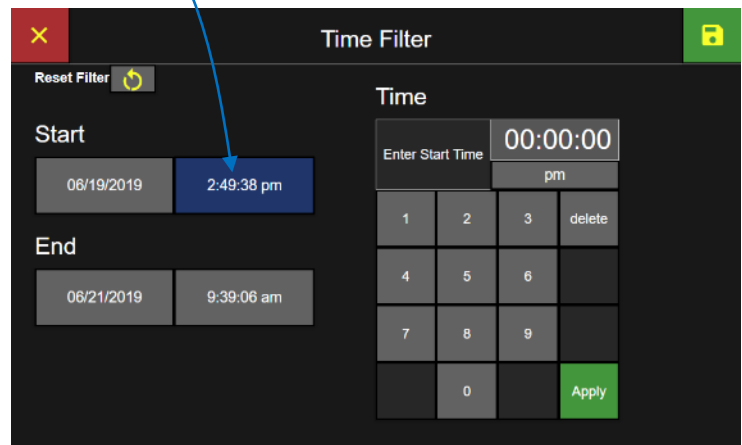 Time Filter
Reset Filter
Start
06/19/2019 2:49:38 pm
End
06/21/2019 9:39:06 am
Time
Enter Start Time 00:00:00
pm
1 2 3 delete
4 5 6
7 8 9
0 Apply